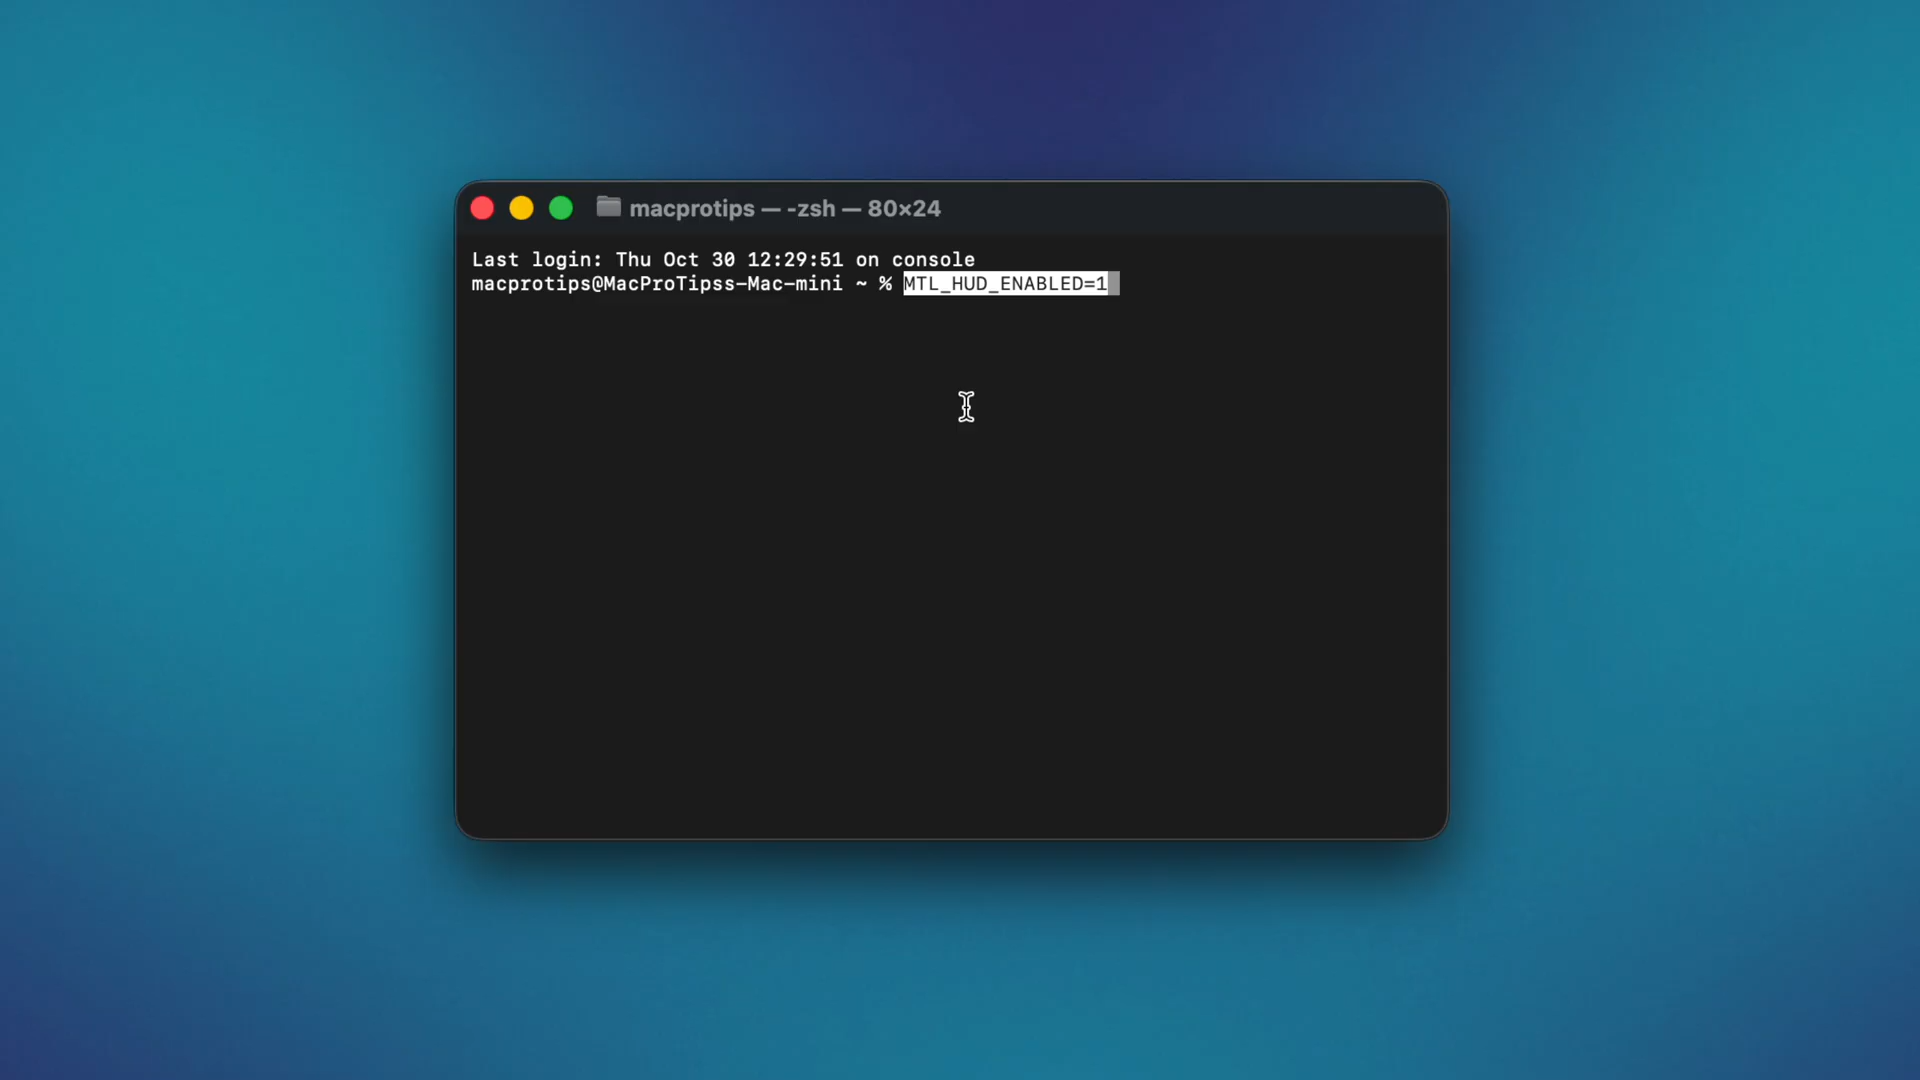 macprotips — -zsh — 80×24
Last login: Thu Oct 30 12:29:51 on console
macprotips@MacProTipss-Mac-mini ~ % MTL_HUD_ENABLED=1